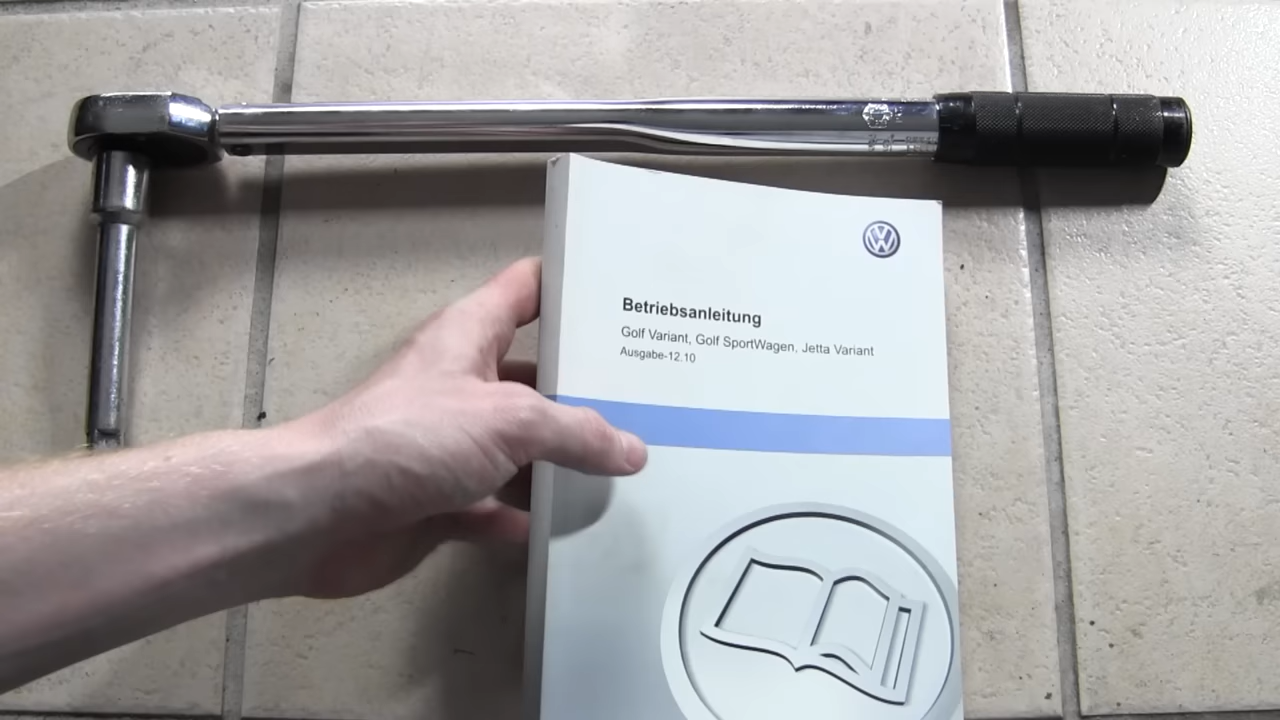 Betriebsanleitung
Golf Variant, Golf SportWagen, Jetta Variant
Ausgabe-12.10